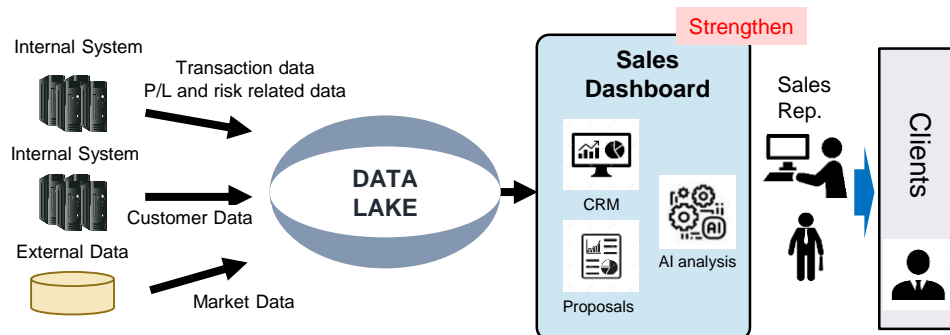 Internal System
Transaction data
P/L and risk related data
Internal System
Customer Data
External Data
Market Data
DATA
LAKE
Strengthen
Sales
Dashboard
CRM
AI
AI analysis
Proposals
Sales
Rep.
Clients